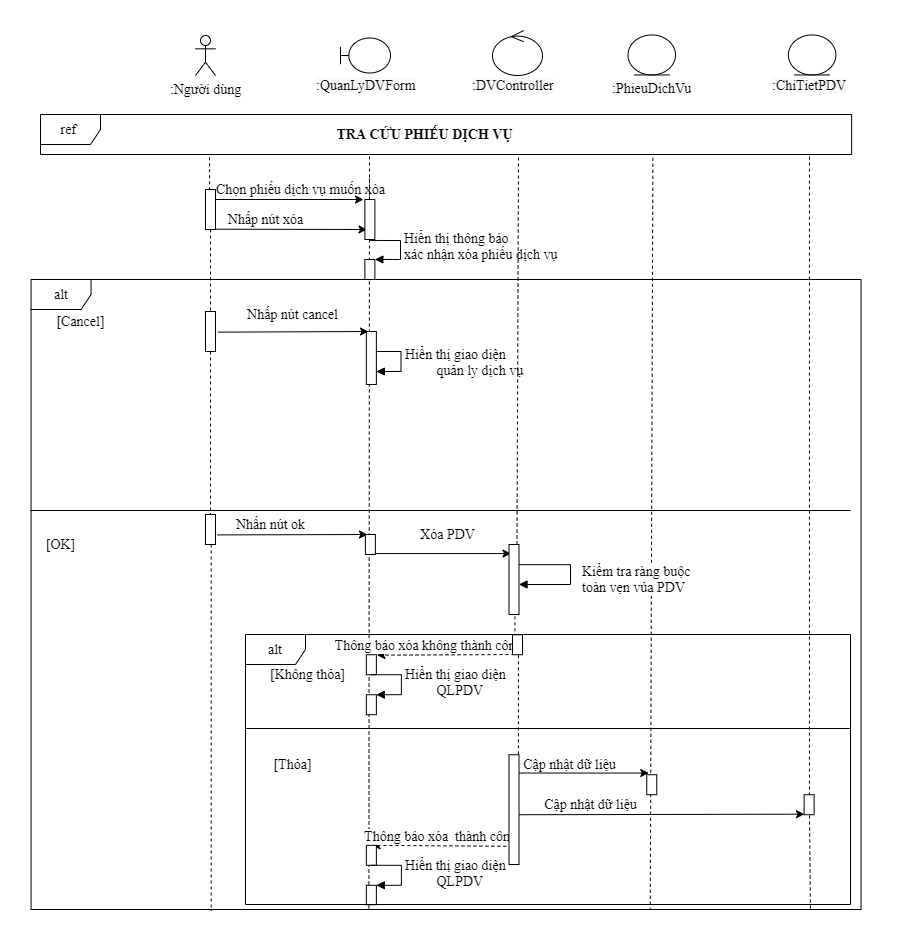 :Người dùng
:QuanLyDVForm
:DVController
:PhieuDichVu
:ChiTietPDV
ref
TRA CỨU PHIẾU DỊCH VỤ
Chọn phiếu dịch vụ muốn xóa
Nhấp nút xóa
Hiển thị thông báo
xác nhận xóa phiếu dịch vụ
alt
[Cancel]
Nhấp nút cancel
Hiển thị giao diện
quản ly dịch vụ
[OK]
Nhấn nút ok
Xóa PDV
Kiểm tra ràng buộc
toàn vẹn vủa PDV
alt
Thông báo xóa không thành côn
[Không thỏa]
Hiển thị giao diện
QLPDV
[Thỏa]
Cập nhật dữ liệu
Cập nhật dữ liệu
Thông báo xóa thành côn
Hiển thị giao diện
QLPDV